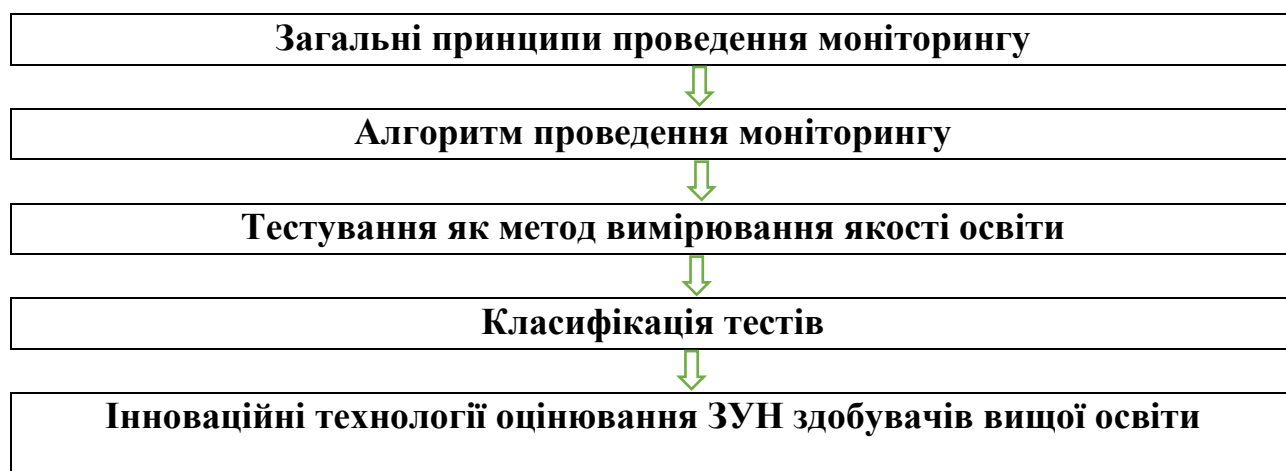 Загальні принципи проведення моніторингу
Алгоритм проведення моніторингу
Тестування як метод вимірювання якості освіти
Класифікація тестів
Інноваційні технології оцінювання ЗУН здобувачів вищої освіти